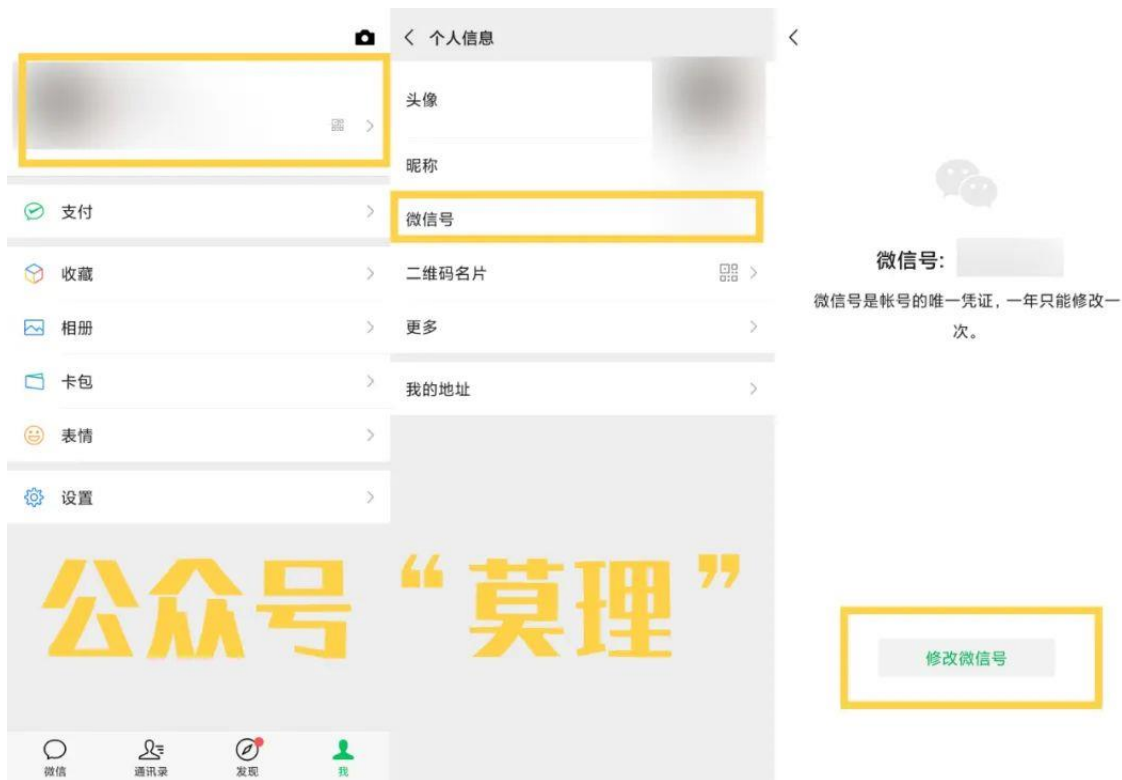 支付
收藏
相册
卡包
表情
设置
公众号
微信
通讯录
发现
我
个人信息
头像
昵称
微信号
二维码名片
更多
我的地址
“莫理”
微信号:
微信号是帐号的唯一凭证,一年只能修改一
次。
修改微信号